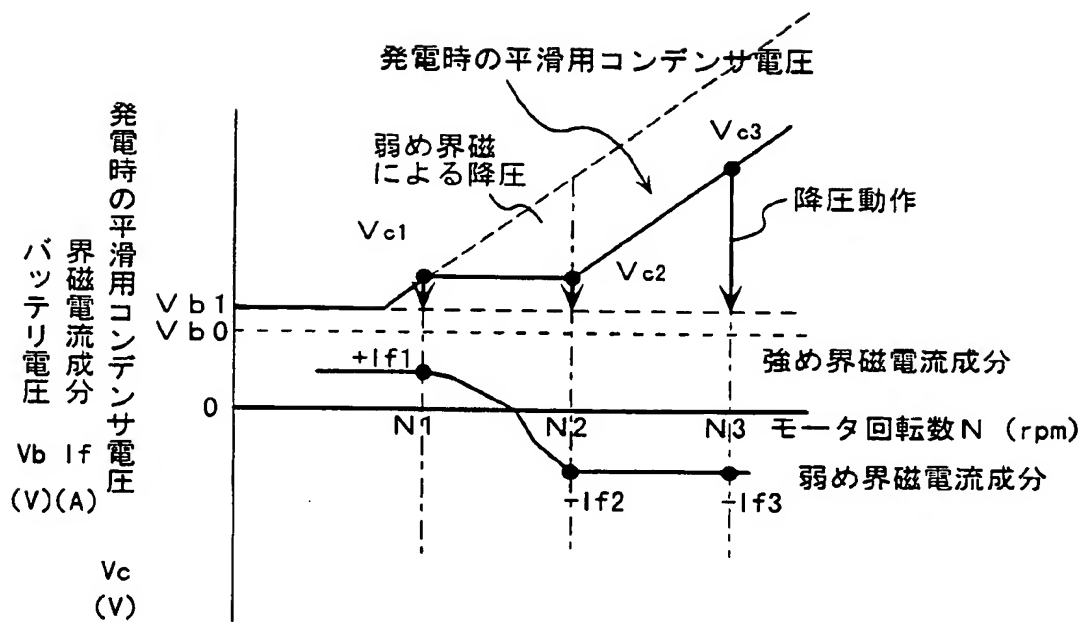 発電時の平滑用コンデンサ電圧
弱め界磁
による降圧
Vc3
降圧動作
Vc1
Vc2
Vb1
Vb0
+If1
強め界磁電流成分
0
N1
N2
N3
モータ回転数N (rpm)
弱め界磁電流成分
-If2
-If3
発電時の平滑用コンデンサ電圧
Vc
(V)
界磁電流成分
If
(A)
バッテリ電圧
Vb
(V)